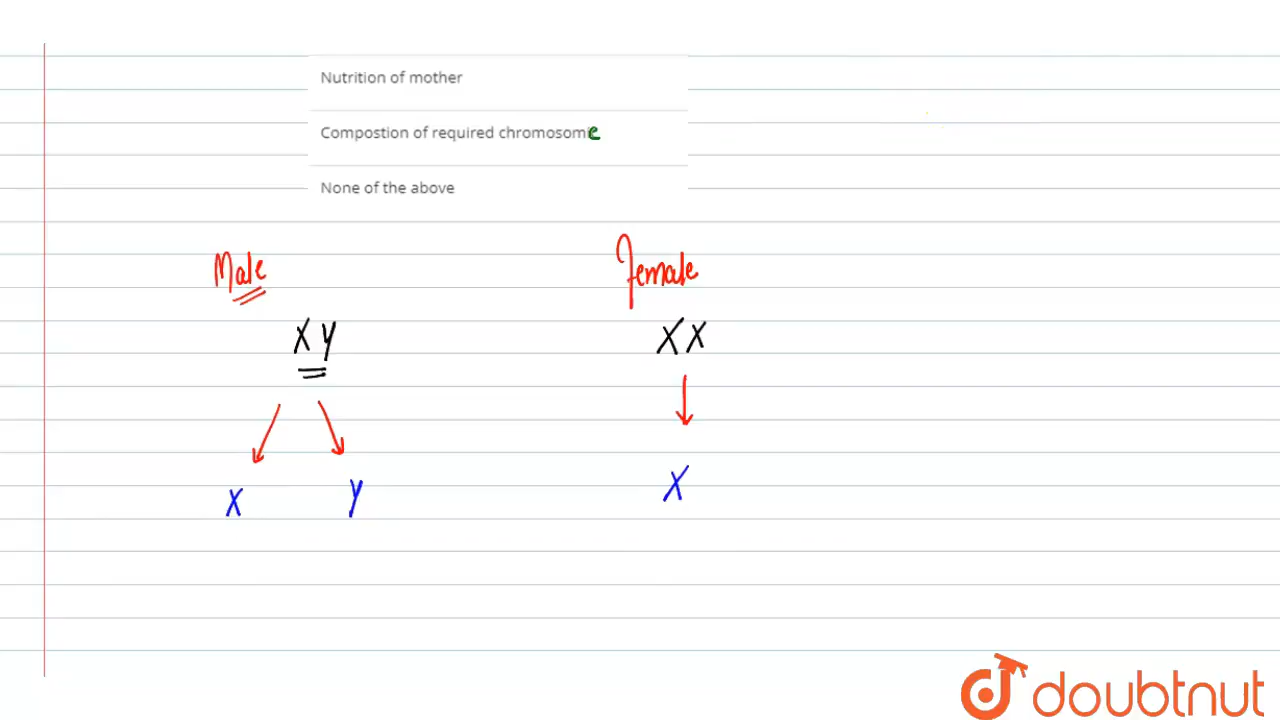 Nutrition of mother
Compostion of required chromosome
None of the above
Male Female
XY XX
X Y X
doubtnut